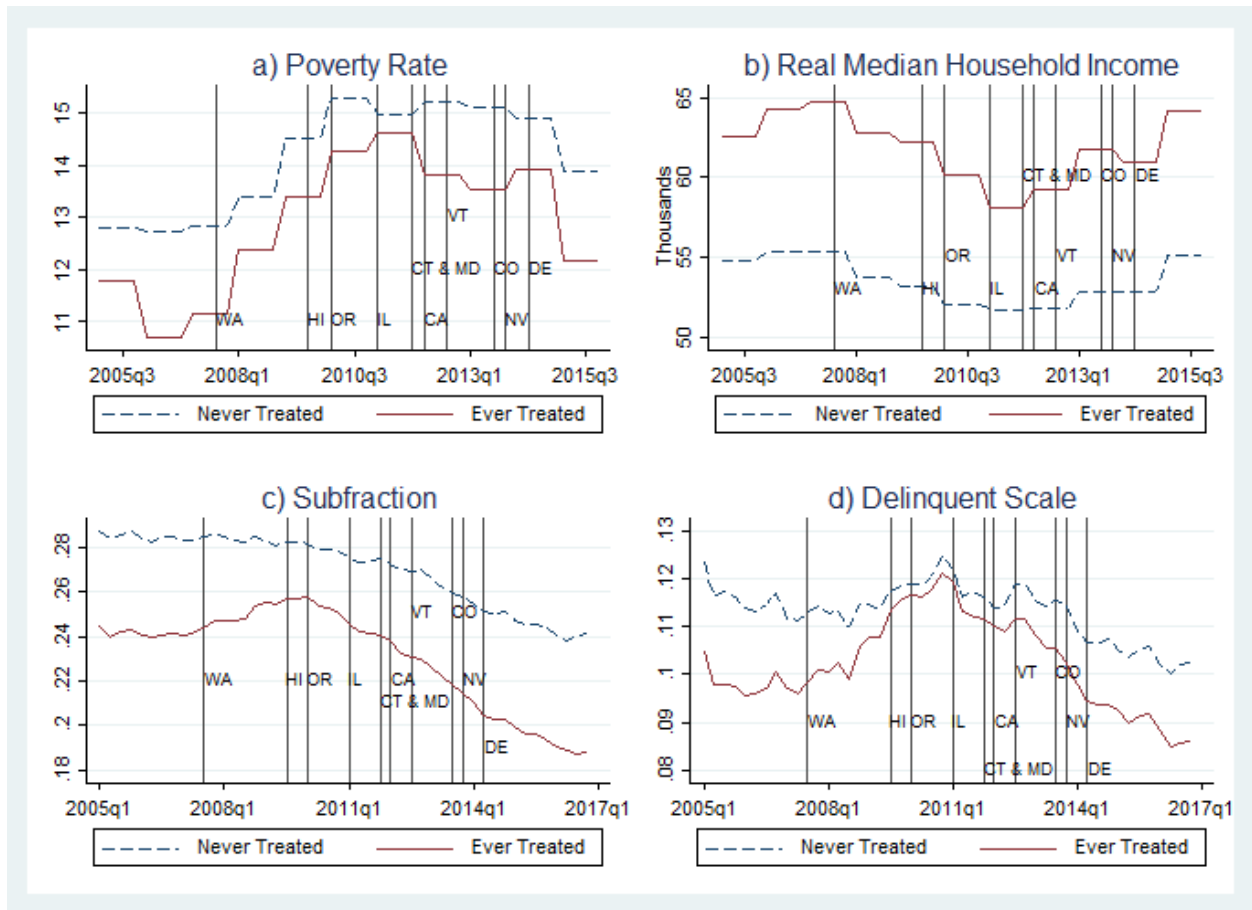 a) Poverty Rate
15
14
13
12
11
VT
CT & MD CO DE
WA HI OR IL CA NV
2005q3 2008q1 2010q3 2013q1 2015q3
Never Treated Ever Treated
b) Real Median Household Income
Thousands
65
60
55
50
CT & MD CO DE
OR VT NV
WA HI IL CA
2005q3 2008q1 2010q3 2013q1 2015q3
Never Treated Ever Treated
c) Subfraction
.28
.26
.24
.22
.2
.18
VT CO
WA HI OR IL CA NV
CT & MD
DE
2005q1 2008q1 2011q1 2014q1 2017q1
Never Treated Ever Treated
d) Delinquent Scale
.13
.12
.11
.1
.09
.08
VT CO
WA HI OR IL CA NV
CT & MD DE
2005q1 2008q1 2011q1 2014q1 2017q1
Never Treated Ever Treated